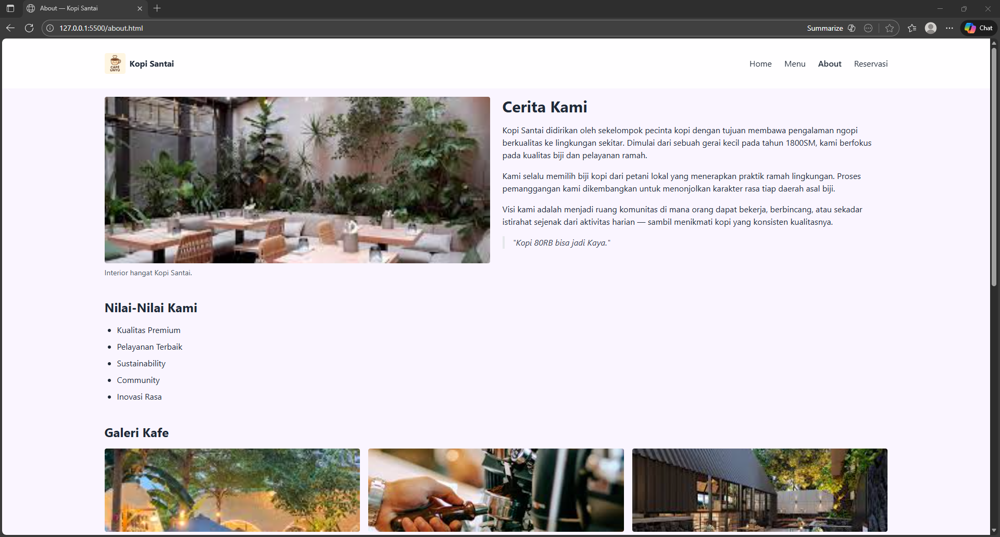 About — Kopi Santai
127.0.0.1:5500/about.html
Summarize
Chat
CAFÉ
UNYU
Kopi Santai
Home
Menu
About
Reservasi
Cerita Kami
Kopi Santai didirikan oleh sekelompok pecinta kopi dengan tujuan membawa pengalaman ngopi
berkualitas ke lingkungan sekitar. Dimulai dari sebuah gerai kecil pada tahun 1800SM, kami berfokus
pada kualitas biji dan pelayanan ramah.
Kami selalu memilih biji kopi dari petani lokal yang menerapkan praktik ramah lingkungan. Proses
pemanggangan kami dikembangkan untuk menonjolkan karakter rasa tiap daerah asal biji.
Visi kami adalah menjadi ruang komunitas di mana orang dapat bekerja, berbincang, atau sekadar
istirahat sejenak dari aktivitas harian — sambil menikmati kopi yang konsisten kualitasnya.
"Kopi 80RB bisa jadi Kaya."
Interior hangat Kopi Santai.
Nilai-Nilai Kami
Kualitas Premium
Pelayanan Terbaik
Sustainability
Community
Inovasi Rasa
Galeri Kafe